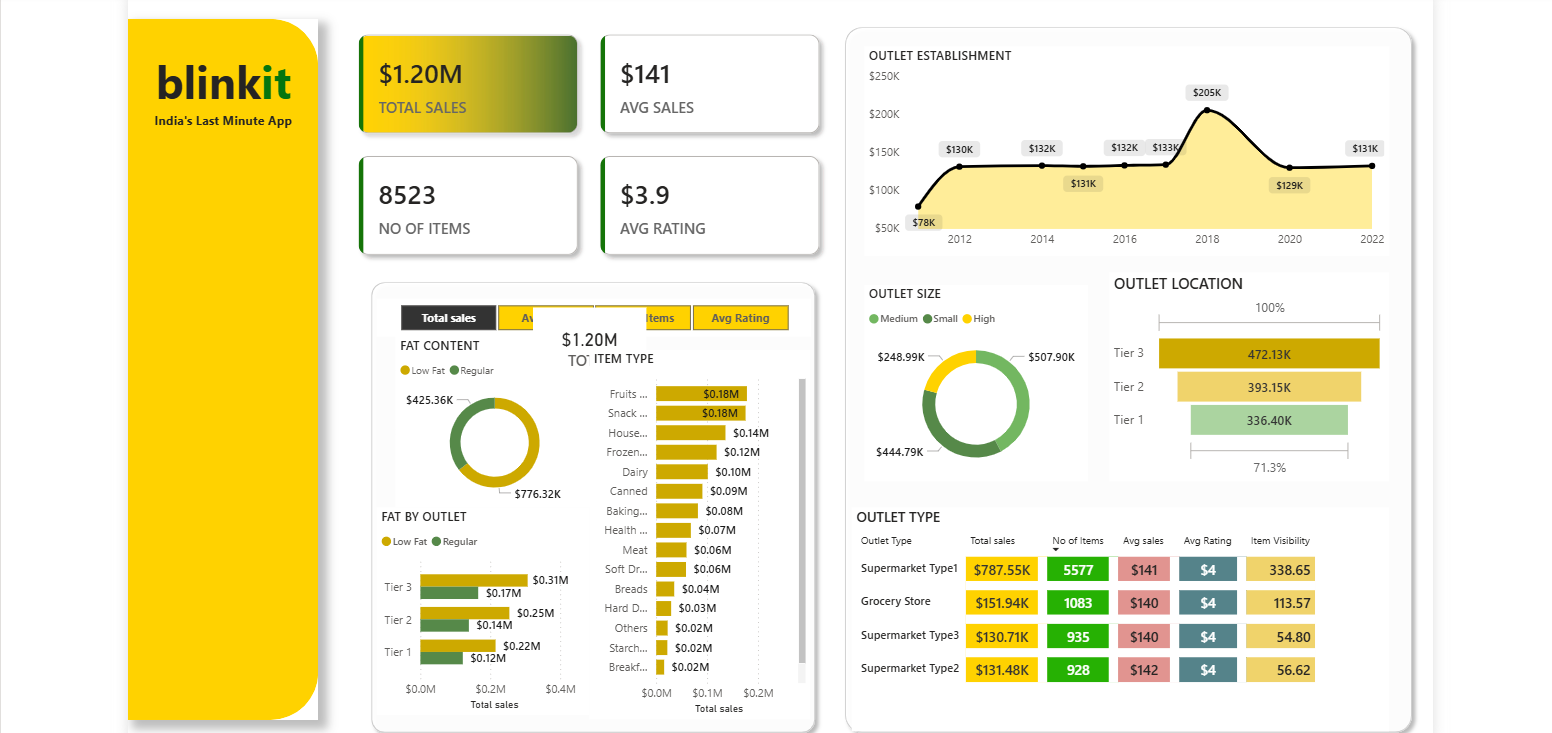 blinkit
India's Last Minute App
$1.20M
TOTAL SALES
$141
AVG SALES
8523
NO OF ITEMS
$3.9
AVG RATING
Total sales
Items
Avg Rating
$1.20M
FAT CONTENT
Low Fat
Regular
$425.36K
$776.32K
FAT BY OUTLET
Low Fat
Regular
Tier 3
$0.31M
$0.17M
Tier 2
$0.25M
$0.14M
Tier 1
$0.22M
$0.12M
$0.0M $0.2M $0.4M
Total sales
ITEM TYPE
Fruits ... $0.18M
Snack ... $0.18M
House... $0.14M
Frozen... $0.12M
Dairy $0.10M
Canned $0.09M
Baking... $0.08M
Health ... $0.07M
Meat $0.06M
Soft Dr... $0.06M
Breads $0.04M
Hard D... $0.03M
Others $0.02M
Starch... $0.02M
Breakf... $0.02M
$0.0M $0.1M $0.2M
Total sales
OUTLET ESTABLISHMENT
$250K
$200K
$150K
$100K
$50K
$78K
$130K
$132K
$131K
$132K
$133K
$205K
$129K
$131K
2012 2014 2016 2018 2020 2022
OUTLET SIZE
Medium Small High
$248.99K
$507.90K
$444.79K
OUTLET LOCATION
100%
Tier 3 472.13K
Tier 2 393.15K
Tier 1 336.40K
71.3%
OUTLET TYPE
Outlet Type Total sales No of Items Avg sales Avg Rating Item Visibility
Supermarket Type1 $787.55K 5577 $141 $4 338.65
Grocery Store $151.94K 1083 $140 $4 113.57
Supermarket Type3 $130.71K 935 $140 $4 54.80
Supermarket Type2 $131.48K 928 $142 $4 56.62